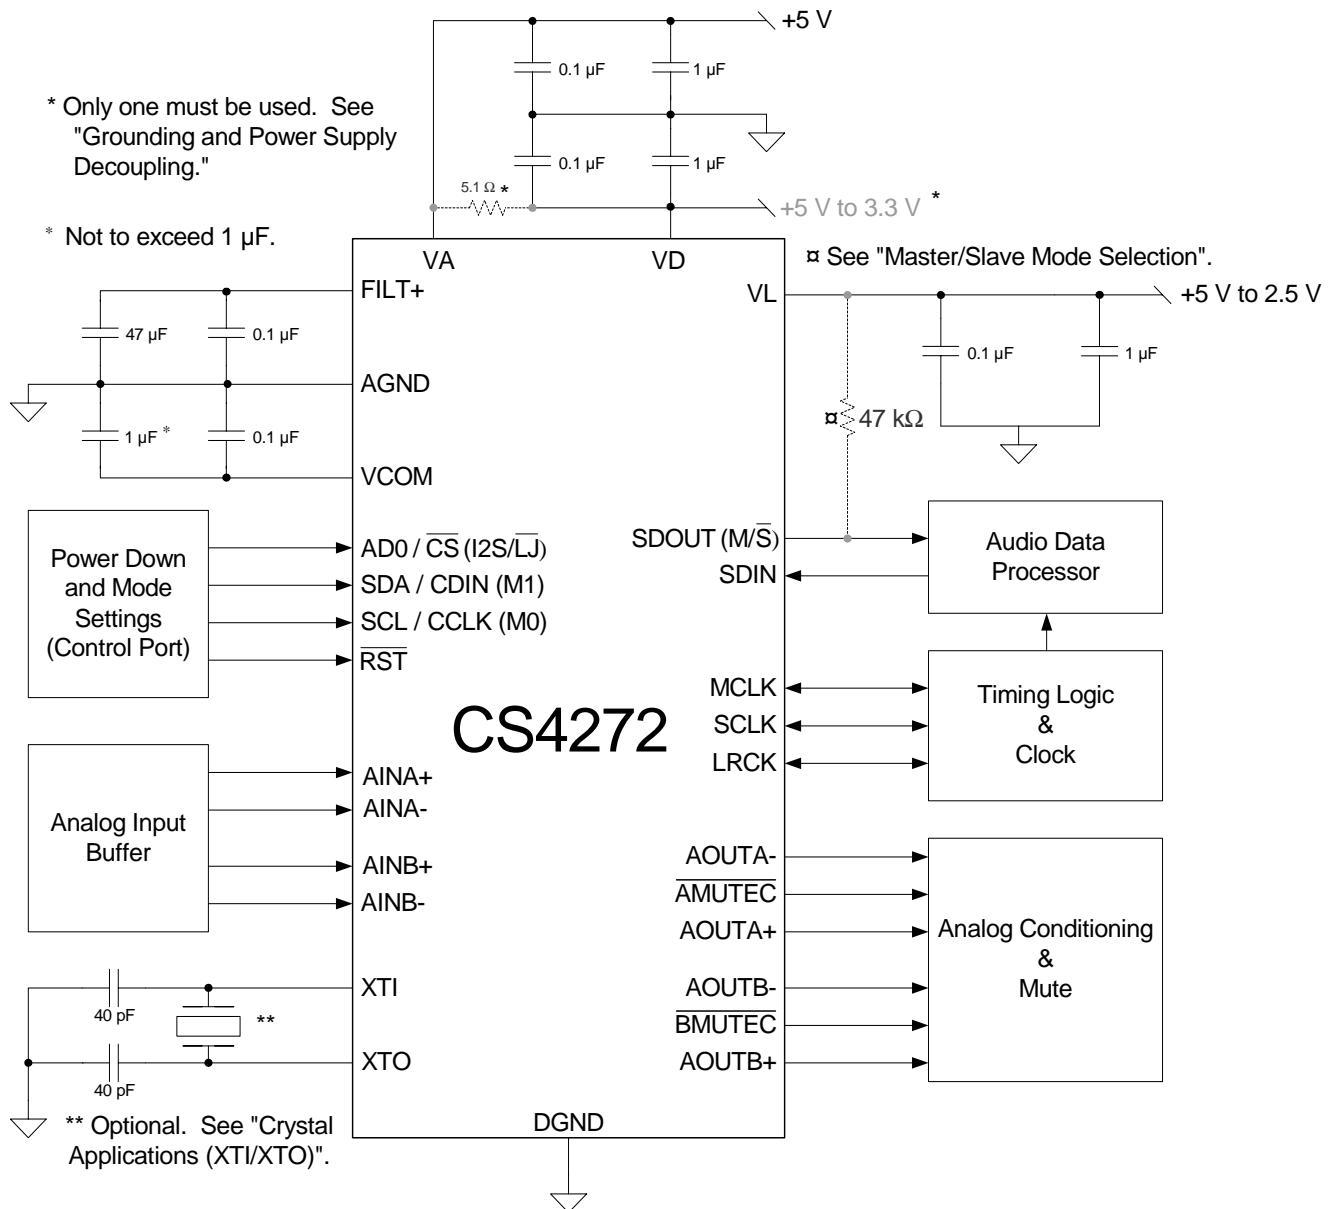 +5 V
0.1 µF
1 µF
* Only one must be used. See
"Grounding and Power Supply
Decoupling."
0.1 µF
1 µF
5.1 Ω *
+5 V to 3.3 V *
* Not to exceed 1 µF.
VA
VD
¤ See "Master/Slave Mode Selection".
FILT+
VL
+5 V to 2.5 V
47 µF
0.1 µF
0.1 µF
1 µF
AGND
¤ 47 kΩ
1 µF *
0.1 µF
VCOM
Power Down
and Mode
Settings
(Control Port)
AD0 / C̅S̅ (I2S/L̅J̅)
SDA / CDIN (M1)
SCL / CCLK (M0)
R̅S̅T̅
SDOUT (M/S̅)
SDIN
Audio Data
Processor
CS4272
MCLK
SCLK
LRCK
Timing Logic
&
Clock
Analog Input
Buffer
AINA+
AINA-
AINB+
AINB-
AOUTA-
A̅M̅U̅T̅E̅C̅
AOUTA+
AOUTB-
B̅M̅U̅T̅E̅C̅
AOUTB+
Analog Conditioning
&
Mute
40 pF
40 pF
**
XTI
XTO
** Optional. See "Crystal
Applications (XTI/XTO)".
DGND